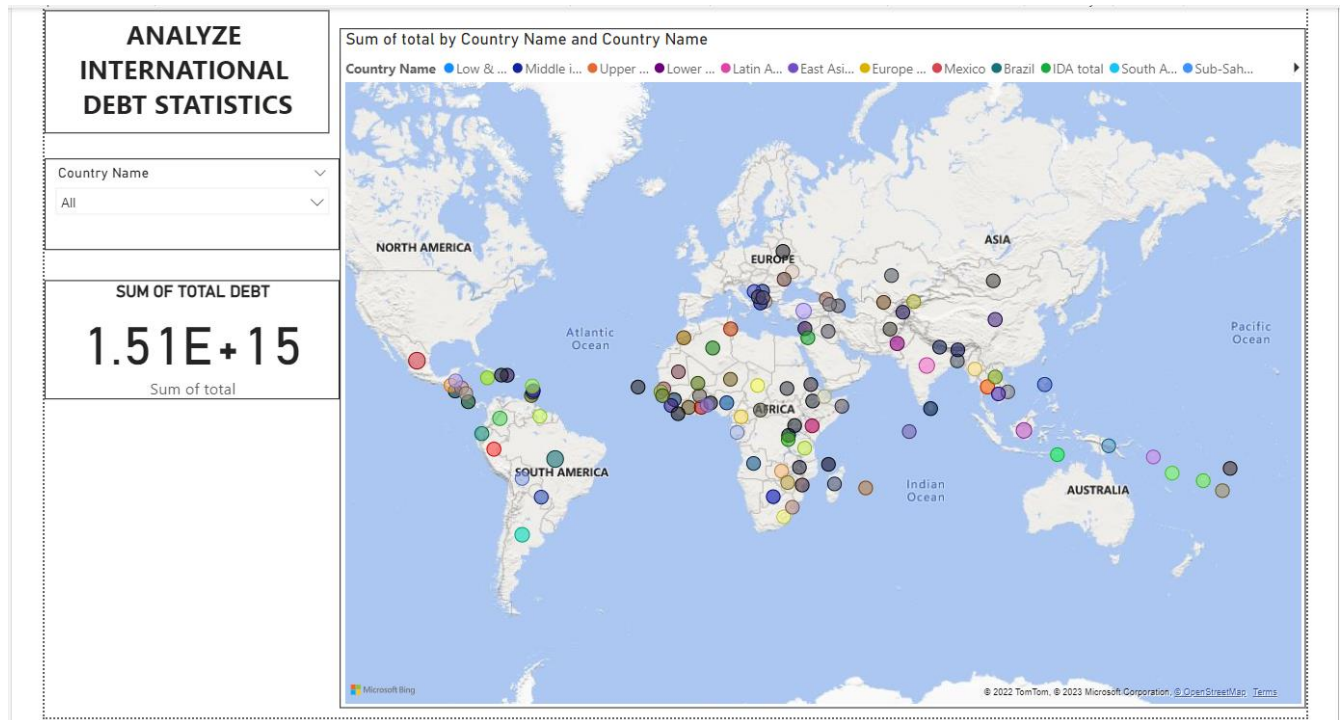 ANALYZE
INTERNATIONAL
DEBT STATISTICS
Country Name
All
SUM OF TOTAL DEBT
1.51E+15
Sum of total
Sum of total by Country Name and Country Name
Country Name Low & ... Middle i... Upper ... Lower ... Latin A... East Asi... Europe ... Mexico Brazil IDA total South A... Sub-Sah...
NORTH AMERICA
EUROPE
ASIA
Atlantic
Ocean
Pacific
Ocean
AFRICA
SOUTH AMERICA
Indian
Ocean
AUSTRALIA
Microsoft Bing
© 2022 TomTom, © 2023 Microsoft Corporation, © OpenStreetMap Terms